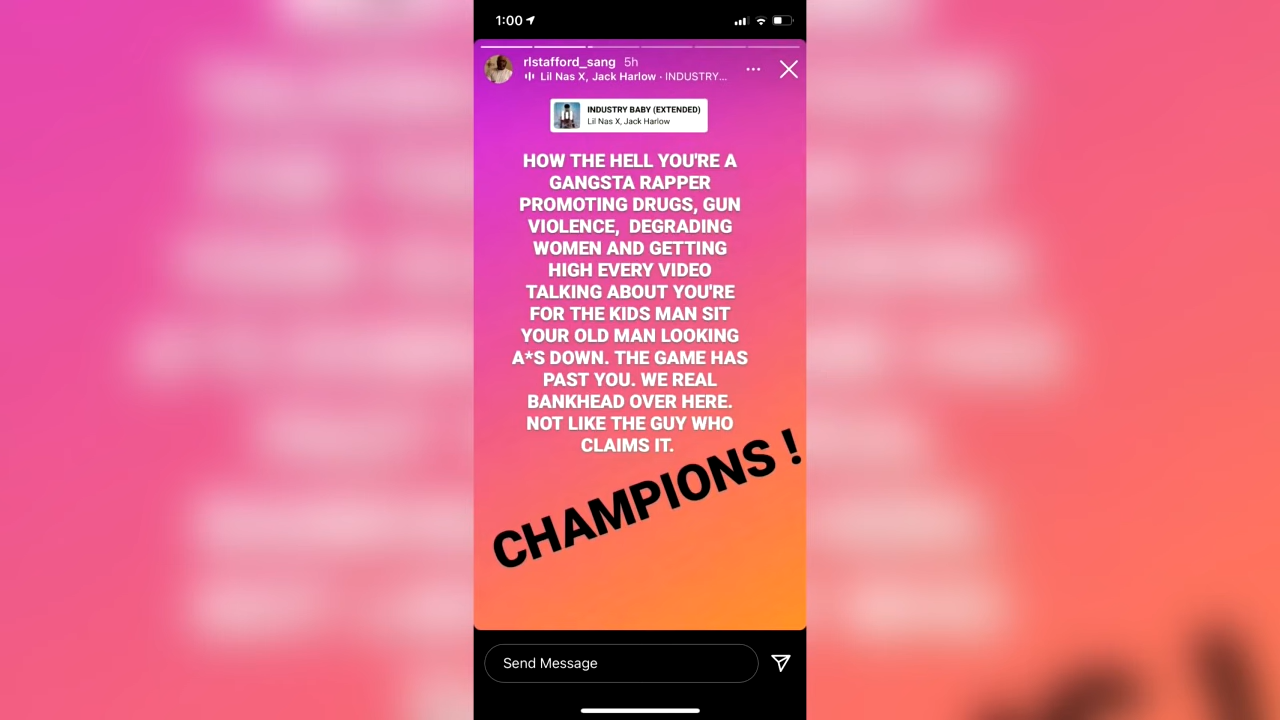 1:00
rlstafford_sang 5h
Lil Nas X, Jack Harlow · INDUSTRY...
INDUSTRY BABY (EXTENDED)
Lil Nas X, Jack Harlow
HOW THE HELL YOU'RE A
GANGSTA RAPPER
PROMOTING DRUGS, GUN
VIOLENCE, DEGRADING
WOMEN AND GETTING
HIGH EVERY VIDEO
TALKING ABOUT YOU'RE
FOR THE KIDS MAN SIT
YOUR OLD MAN LOOKING
A*S DOWN. THE GAME HAS
PAST YOU. WE REAL
BANKHEAD OVER HERE.
NOT LIKE THE GUY WHO
CLAIMS IT.
CHAMPIONS !
Send Message